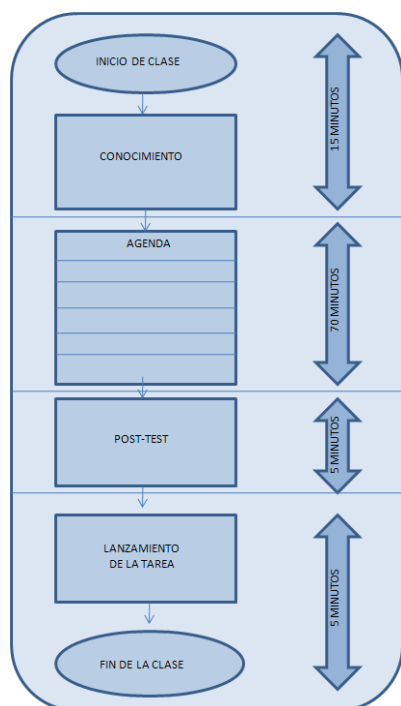 INICIO DE CLASE
15 MINUTOS
CONOCIMIENTO
AGENDA
70 MINUTOS
POST-TEST
5 MINUTOS
LANZAMIENTO
DE LA TAREA
5 MINUTOS
FIN DE LA CLASE